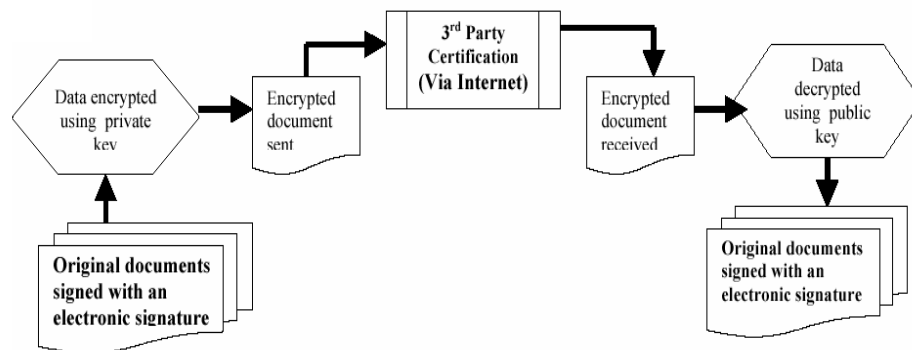 Original documents
signed with an
electronic signature
Data encrypted
using private
key
Encrypted
document
sent
3rd Party
Certification
(Via Internet)
Encrypted
document
received
Data
decrypted
using public
key
Original documents
signed with an
electronic signature